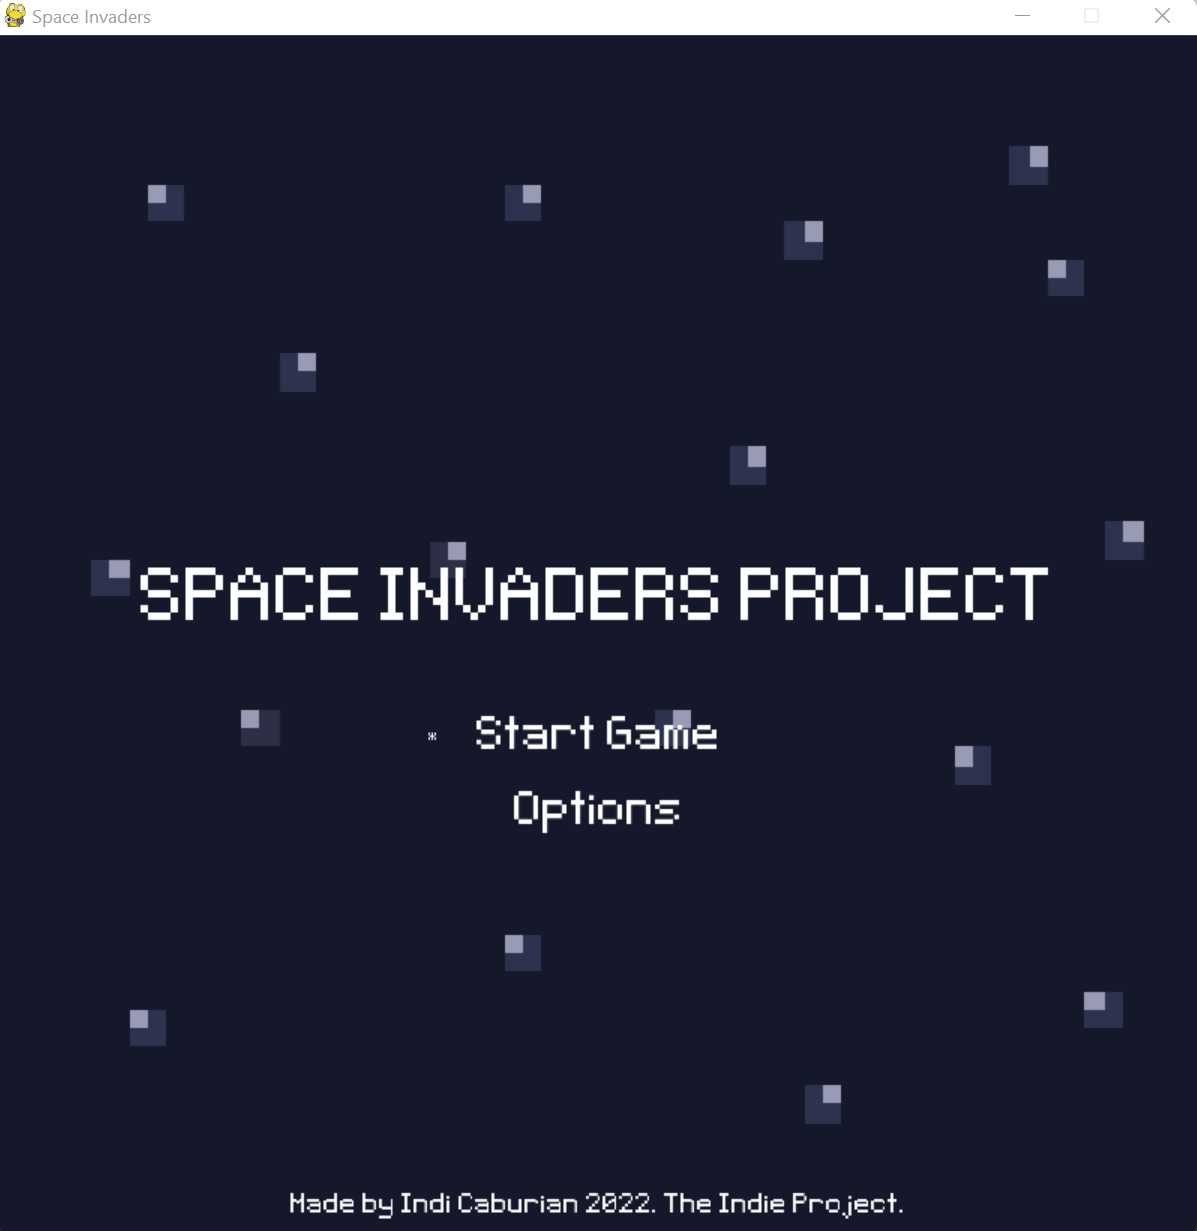 Space Invaders
SPACE INVADERS PROJECT
* Start Game
Options
Made by Indi Caburian 2022. The Indie Project.